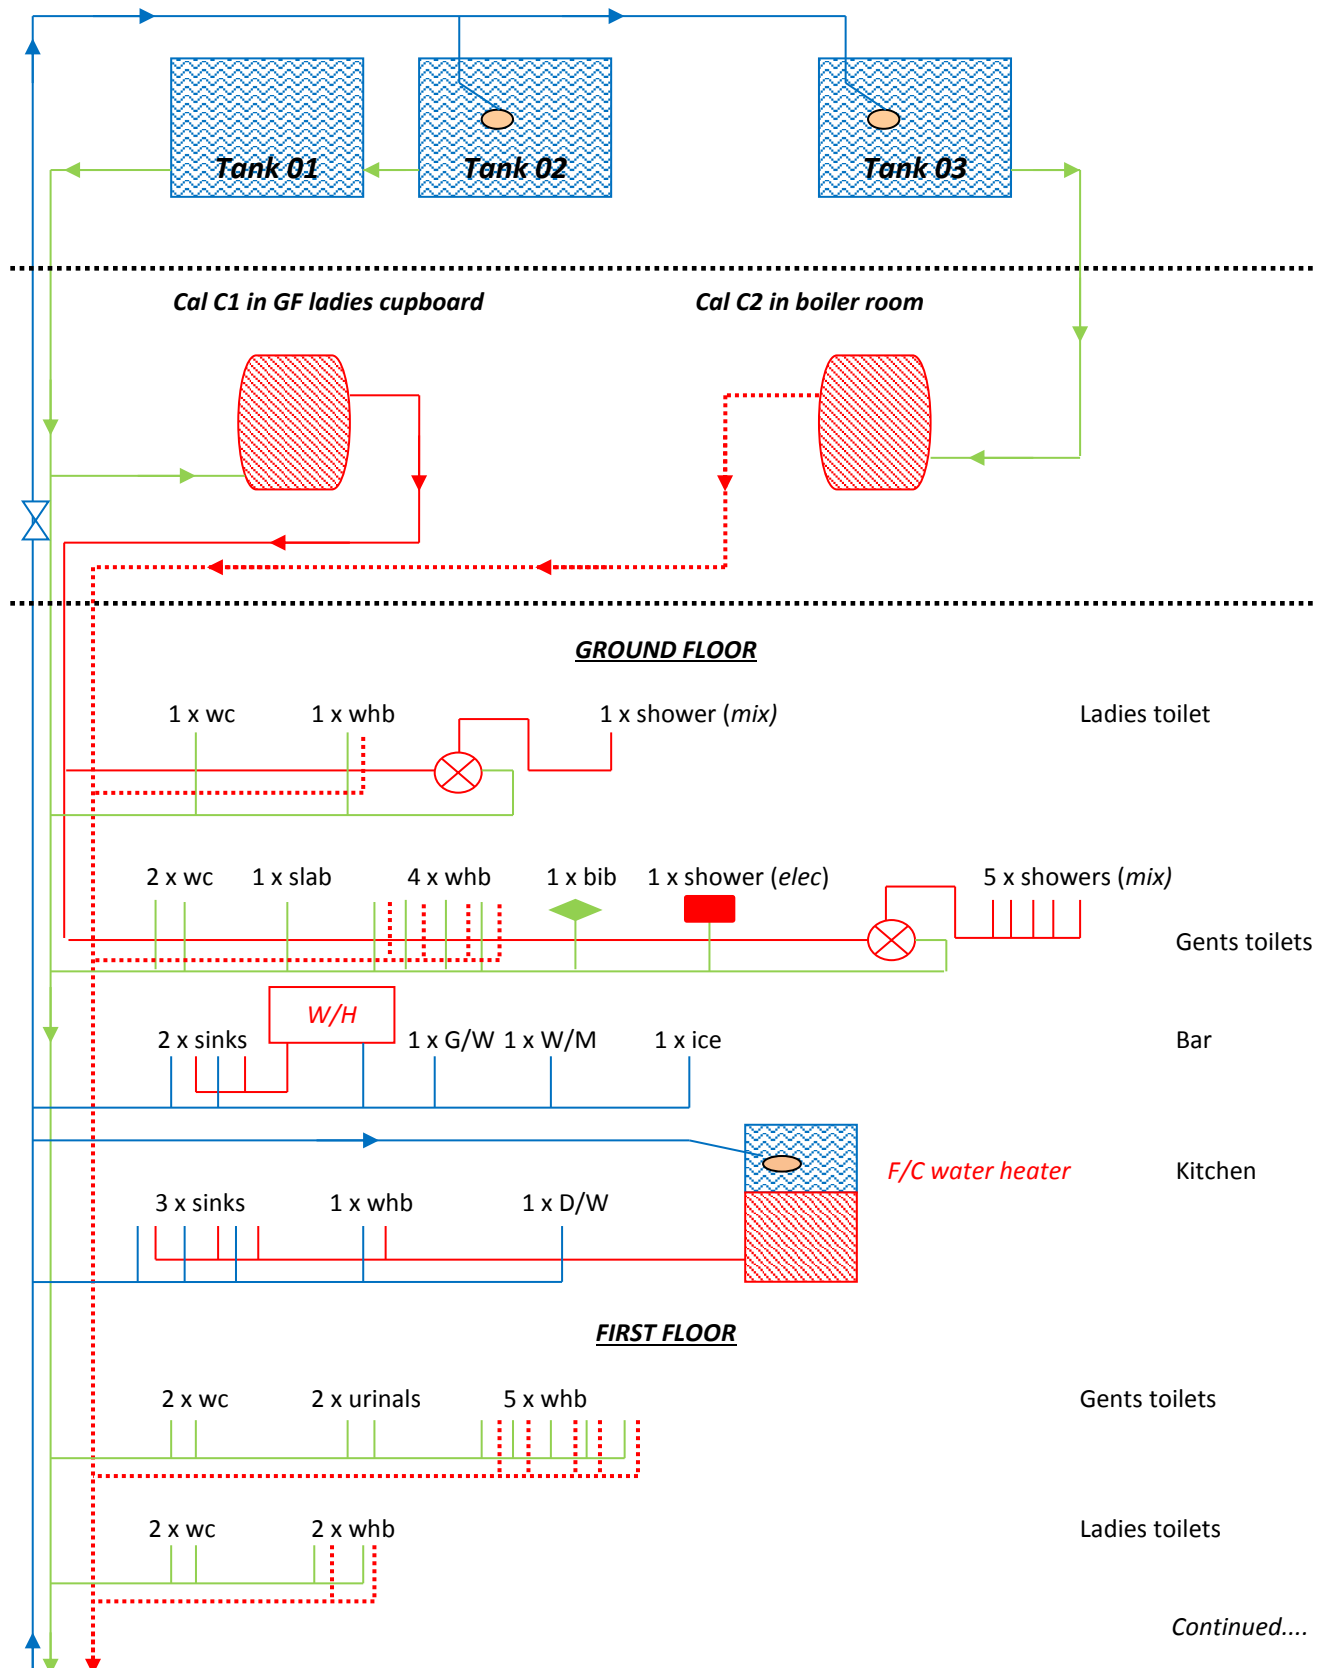 Tank 01 Tank 02 Tank 03
Cal C1 in GF ladies cupboard Cal C2 in boiler room
GROUND FLOOR
1 x wc 1 x whb 1 x shower (mix) Ladies toilet
2 x wc 1 x slab 4 x whb 1 x bib 1 x shower (elec) 5 x showers (mix)
Gents toilets
W/H
2 x sinks 1 x G/W 1 x W/M 1 x ice Bar
F/C water heater Kitchen
3 x sinks 1 x whb 1 x D/W
FIRST FLOOR
2 x wc 2 x urinals 5 x whb Gents toilets
2 x wc 2 x whb Ladies toilets
Continued....